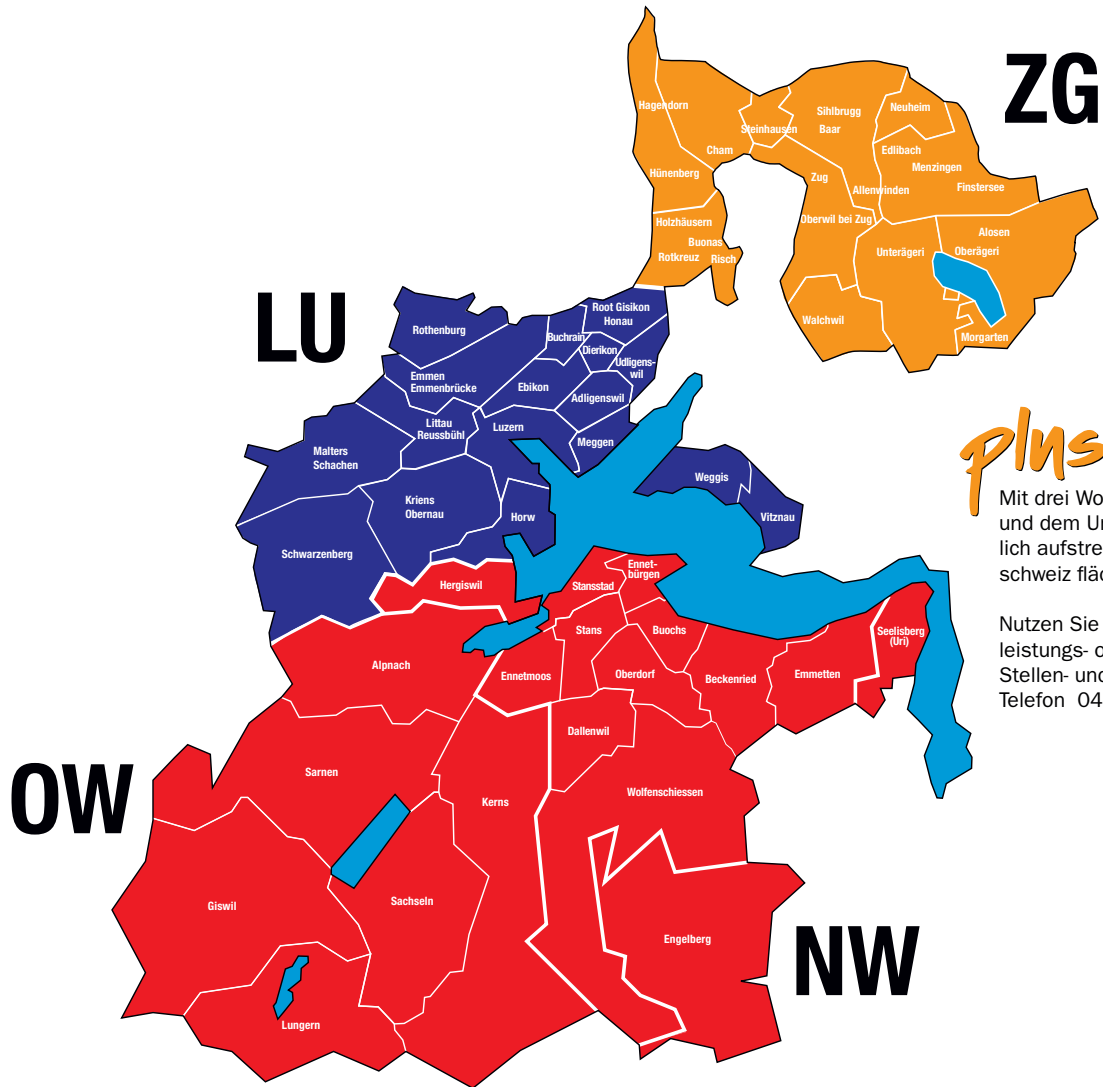 ZG
Hagendorn
Steinhausen
Sihlbrugg
Baar
Neuheim
Cham
Edlibach
Menzingen
Hünenberg
Zug
Allenwinden
Finstersee
Holzhäusern
Oberwil bei Zug
Buonas
Rotkreuz Risch
Unterägeri
Alosen
Oberägeri
Walchwil
Morgarten
LU
Rothenburg
Root Gisikon
Honau
Buchrain
Dierikon
Udligens-
wil
Emmen
Emmenbrücke
Ebikon
Adligenswil
Littau
Reussbühl
Luzern
Meggen
Malters
Schachen
Weggis
Vitznau
Kriens
Obernau
Horw
Schwarzenberg
plus
Mit drei Wo
und dem Un
lich aufstre
schweiz fläc
Nutzen Sie
leistungs- o
Stellen- und
Telefon 04
Hergiswil
Stansstad
Ennet-
bürgen
Alpnach
Stans
Buochs
Seelisberg
(Uri)
Ennetmoos
Oberdorf
Beckenried
Emmetten
Dallenwil
OW
Sarnen
Kerns
Wolfenschiessen
Giswil
Sachseln
Engelberg
NW
Lungern